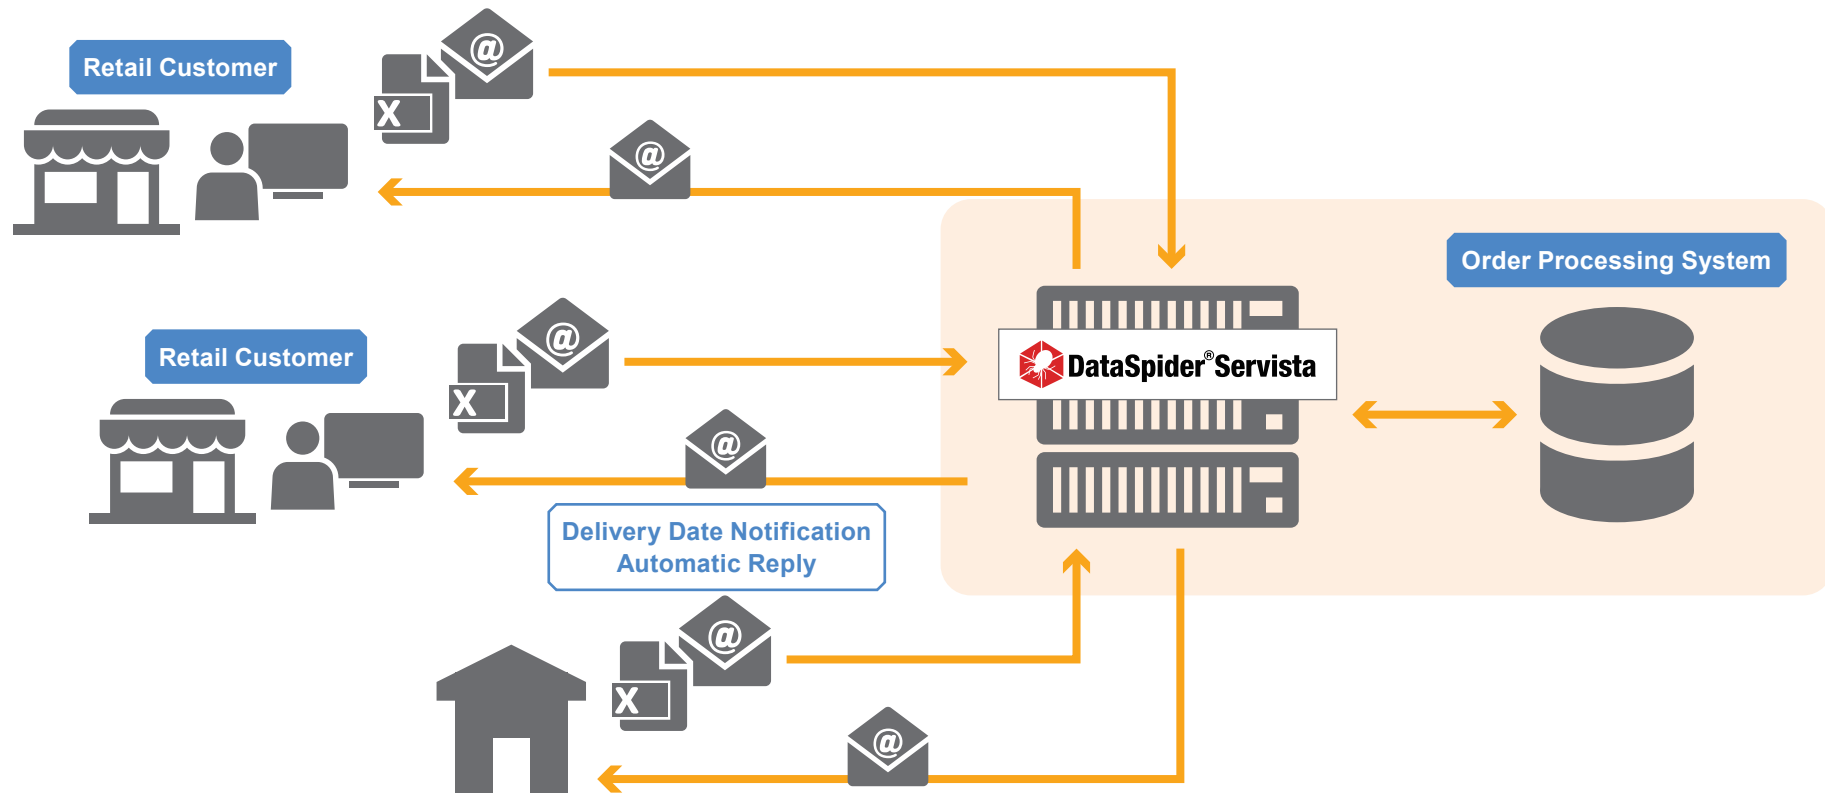 Retail Customer
@
X
@
Order Processing System
Retail Customer
@
X
DataSpider®Servista
@
Delivery Date Notification
Automatic Reply
@
X
@